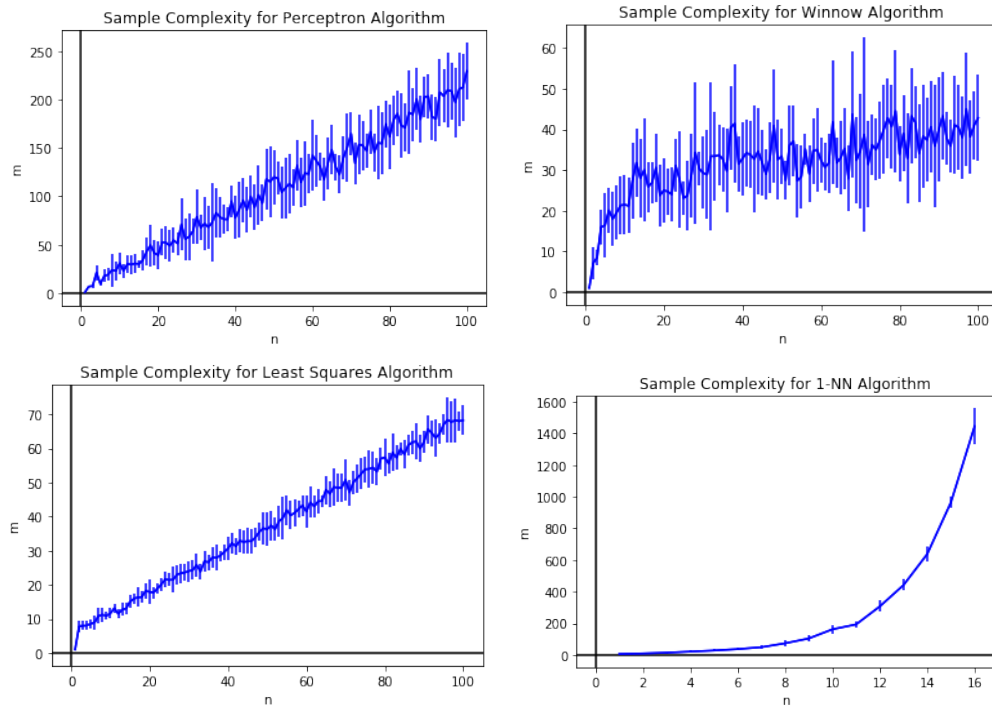 Sample Complexity for Perceptron Algorithm
250
200
150
100
50
0
m
0 20 40 60 80 100
n
Sample Complexity for Winnow Algorithm
60
50
40
30
20
10
0
m
0 20 40 60 80 100
n
Sample Complexity for Least Squares Algorithm
70
60
50
40
30
20
10
0
m
0 20 40 60 80 100
n
Sample Complexity for 1-NN Algorithm
1600
1400
1200
1000
800
600
400
200
0
m
0 2 4 6 8 10 12 14 16
n